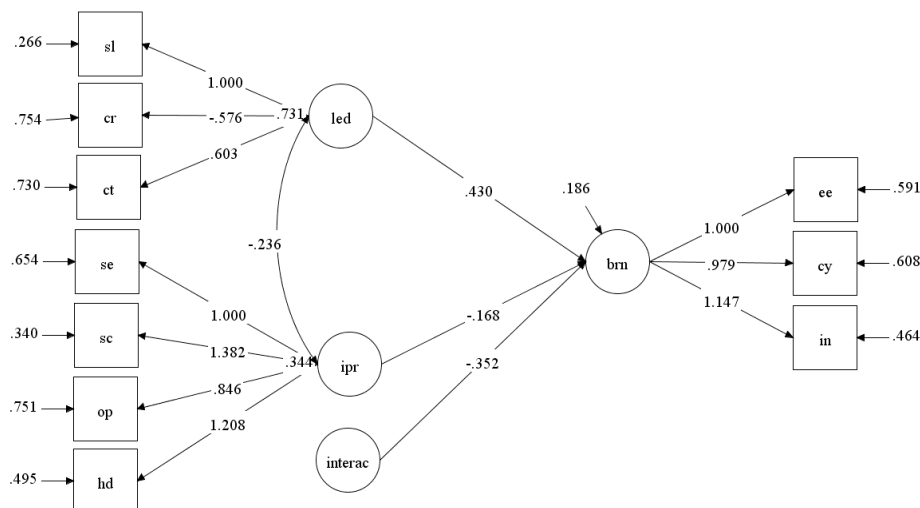 .266
sl
1.000
.754
cr
-.576
.731
led
.603
.730
ct
.430
.186
ee
.591
1.000
-.236
.654
se
brn
.979
cy
.608
1.000
1.147
.340
sc
-.168
in
.464
1.382
.344
ipr
-.352
.846
.751
op
1.208
interac
.495
hd